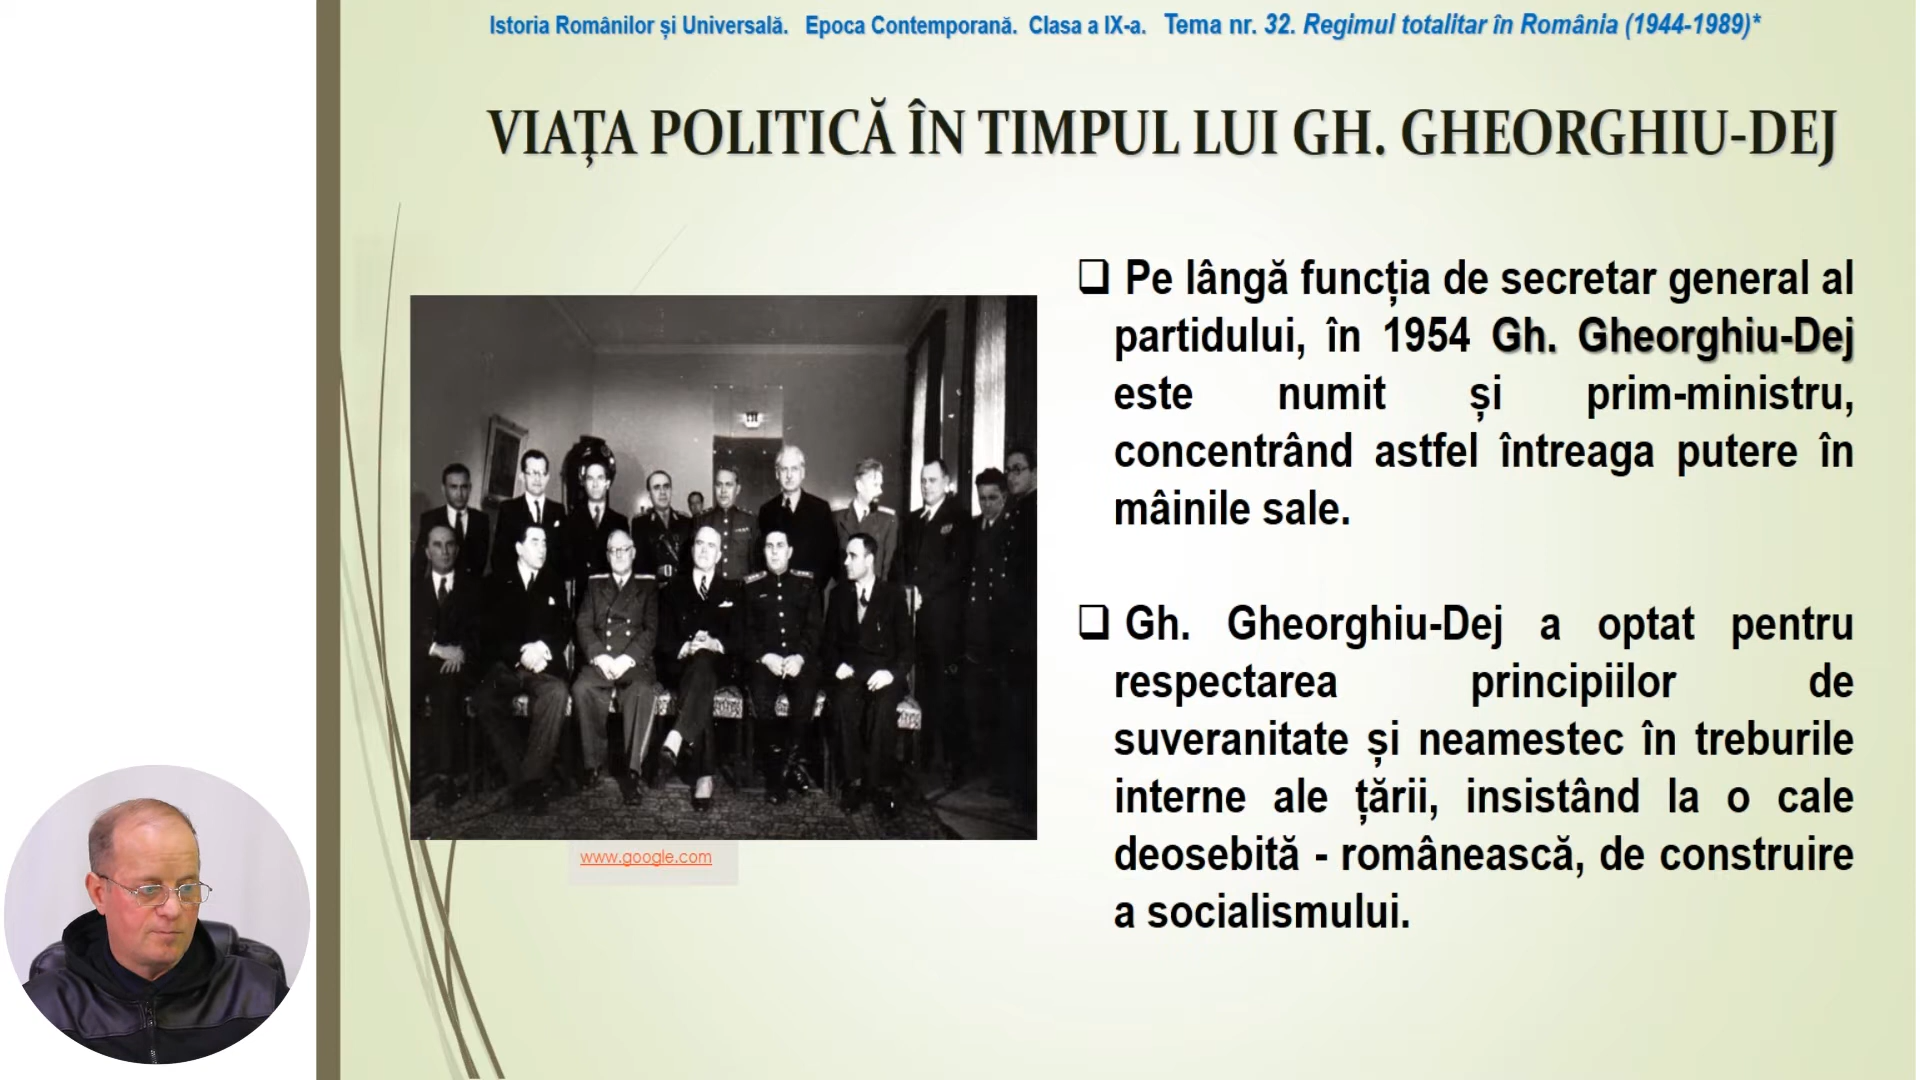 Istoria Românilor și Universală. Epoca Contemporană. Clasa a IX-a. Tema nr. 32. Regimul totalitar în România (1944-1989)*
VIAŢA POLITICĂ ÎN TIMPUL LUI GH. GHEORGHIU-DEJ
❑ Pe lângă funcția de secretar general al
partidului, în 1954 Gh. Gheorghiu-Dej
este numit și prim-ministru,
concentrând astfel întreaga putere în
mâinile sale.
❑ Gh. Gheorghiu-Dej a optat pentru
respectarea principiilor de
suveranitate și neamestec în treburile
interne ale țării, insistând la o cale
deosebită - românească, de construire
a socialismului.
www.google.com